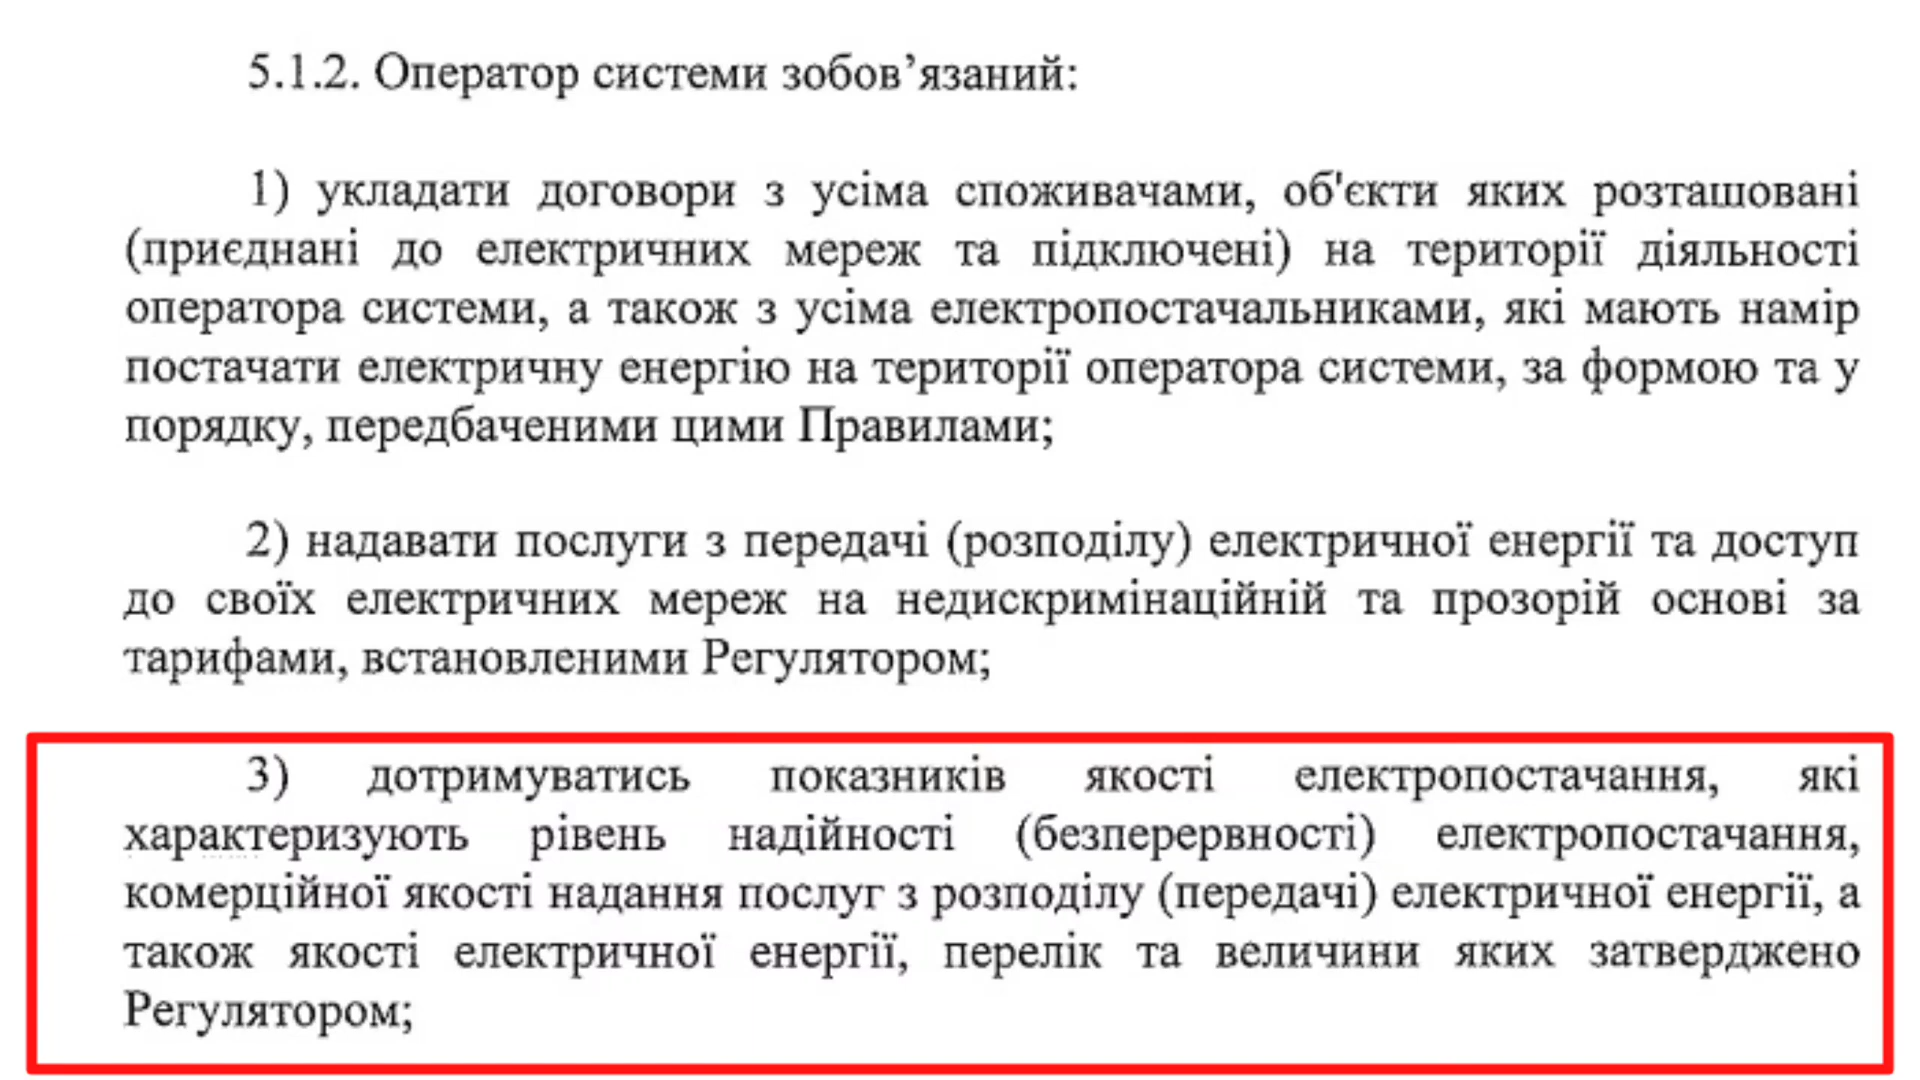 5.1.2. Оператор системи зобов’язаний:
1) укладати договори з усіма споживачами, об'єкти яких розташовані
(приєднані до електричних мереж та підключені) на території діяльності
оператора системи, а також з усіма електропостачальниками, які мають намір
постачати електричну енергію на території оператора системи, за формою та у
порядку, передбаченими цими Правилами;
2) надавати послуги з передачі (розподілу) електричної енергії та доступ
до своїх електричних мереж на недискримінаційній та прозорій основі за
тарифами, встановленими Регулятором;
3) дотримуватись показників якості електропостачання, які
характеризують рівень надійності (безперервності) електропостачання,
комерційної якості надання послуг з розподілу (передачі) електричної енергії, а
також якості електричної енергії, перелік та величини яких затверджено
Регулятором;